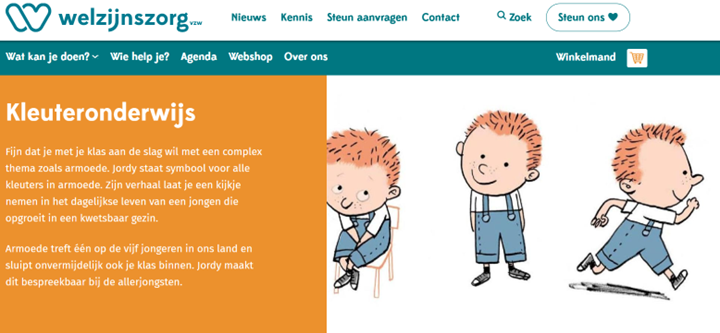 welzijnszorg vzw
Nieuws Kennis Steun aanvragen Contact Zoek Steun ons
Wat kan je doen? Wie help je? Agenda Webshop Over ons Winkelmand
Kleuteronderwijs
Fijn dat je met je klas aan de slag wil met een complex
thema zoals armoede. Jordy staat symbool voor alle
kleuters in armoede. Zijn verhaal laat je een kijkje
nemen in het dagelijkse leven van een jongen die
opgroeit in een kwetsbaar gezin.
Armoede treft één op de vijf jongeren in ons land en
sluipt onvermijdelijk ook je klas binnen. Jordy maakt
dit bespreekbaar bij de allerjongsten.